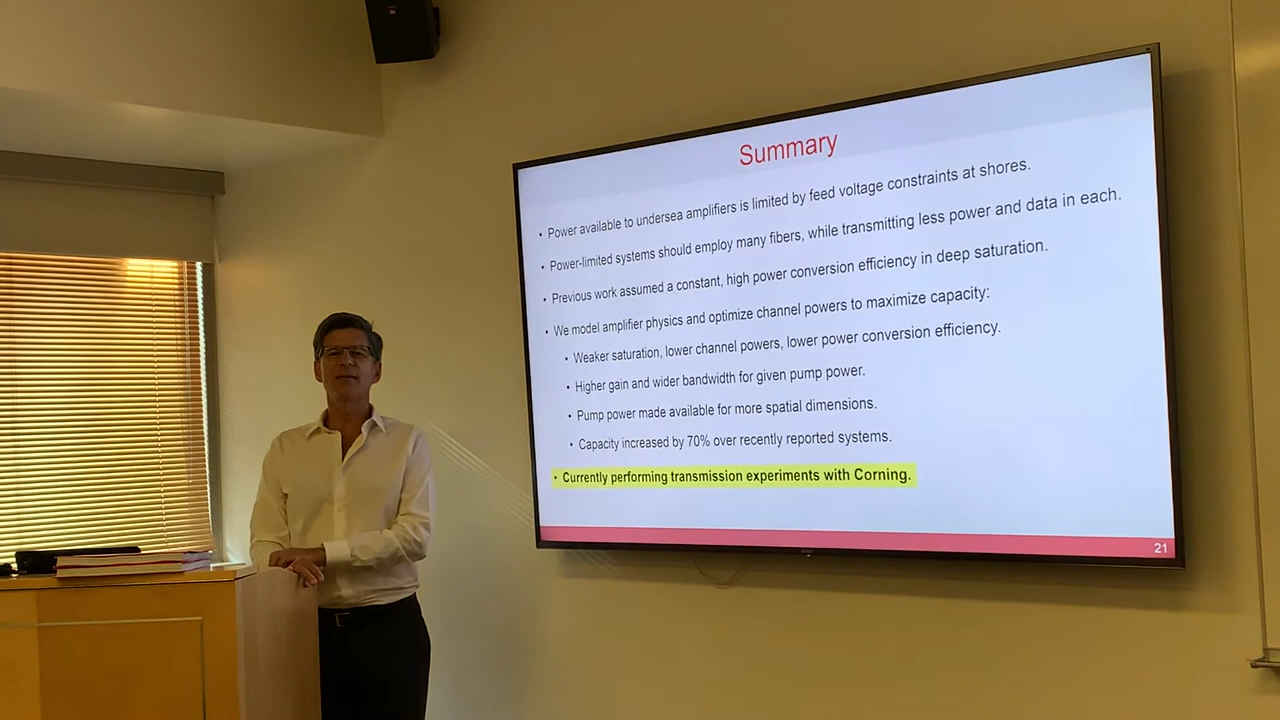 Summary
• Power available to undersea amplifiers is limited by feed voltage constraints at shores.
• Power-limited systems should employ many fibers, while transmitting less power and data in each.
• Previous work assumed a constant, high power conversion efficiency in deep saturation.
• We model amplifier physics and optimize channel powers to maximize capacity:
• Weaker saturation, lower channel powers, lower power conversion efficiency.
• Higher gain and wider bandwidth for given pump power.
• Pump power made available for more spatial dimensions.
• Capacity increased by 70% over recently reported systems.
• Currently performing transmission experiments with Corning.
21